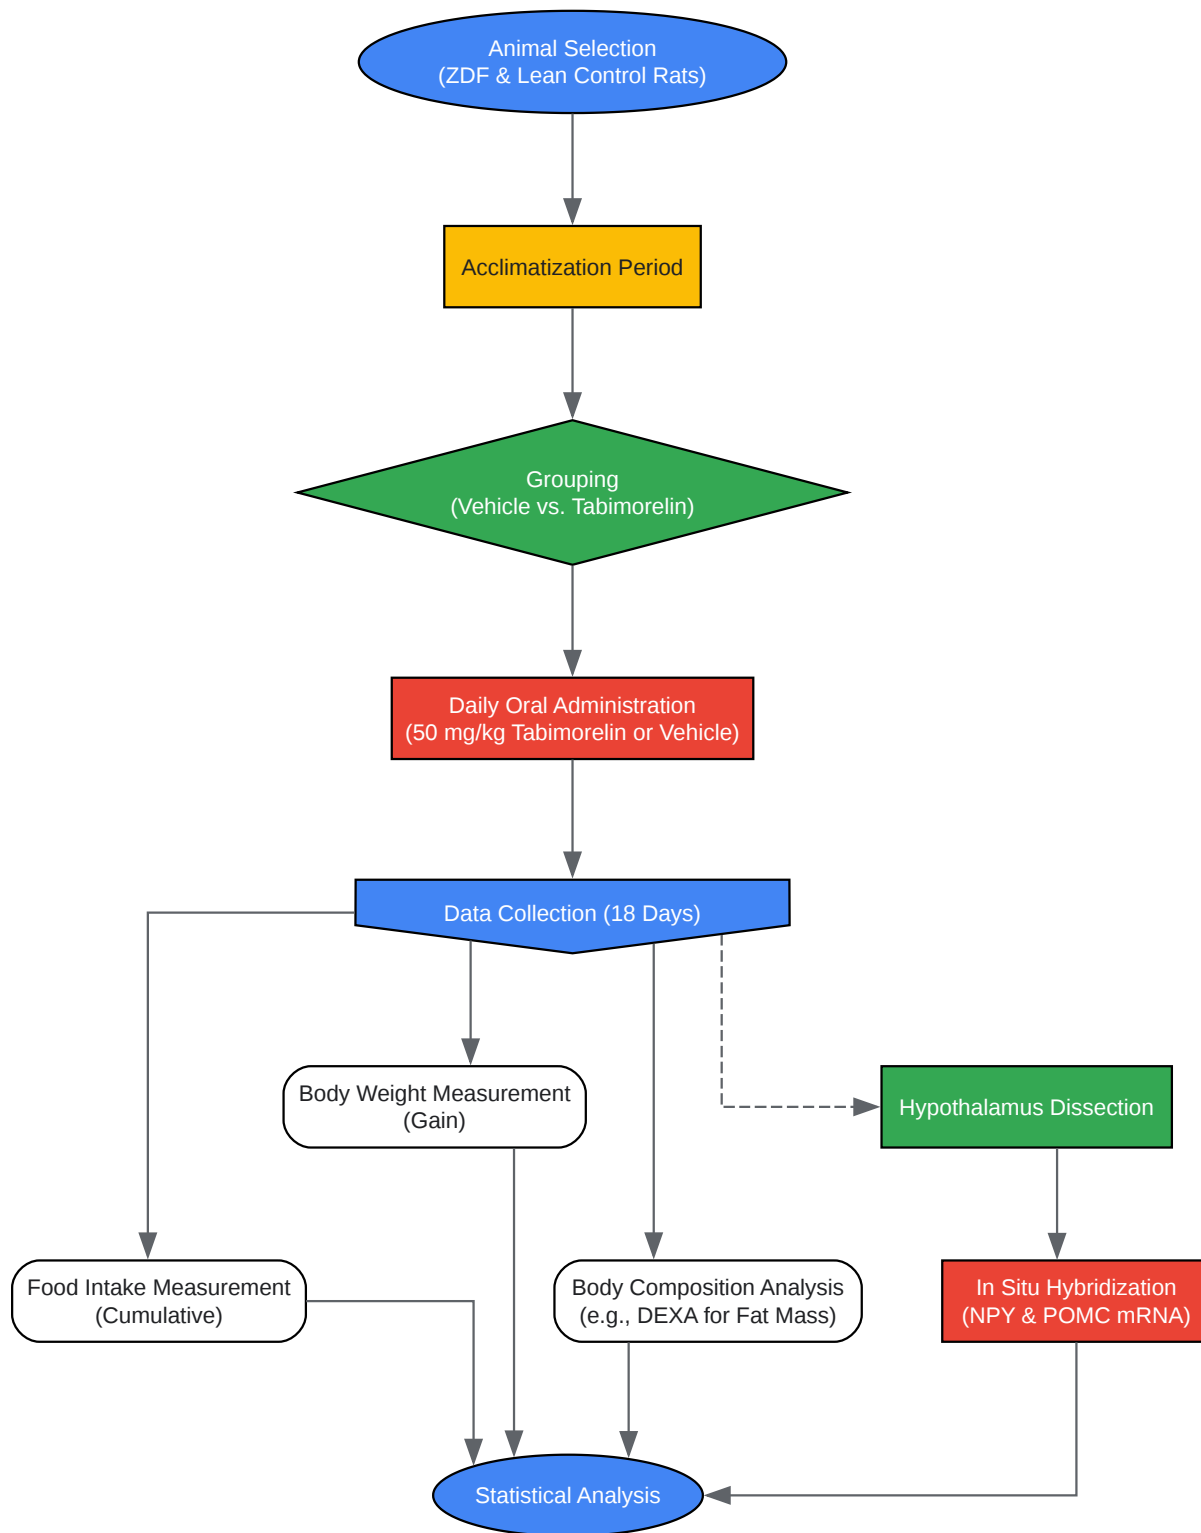 Animal Selection
(ZDF & Lean Control Rats)
Acclimatization Period
Grouping
(Vehicle vs. Tabimorelin)
Daily Oral Administration
(50 mg/kg Tabimorelin or Vehicle)
Data Collection (18 Days)
Body Weight Measurement
(Gain)
Hypothalamus Dissection
Food Intake Measurement
(Cumulative)
Body Composition Analysis
(e.g., DEXA for Fat Mass)
In Situ Hybridization
(NPY & POMC mRNA)
Statistical Analysis